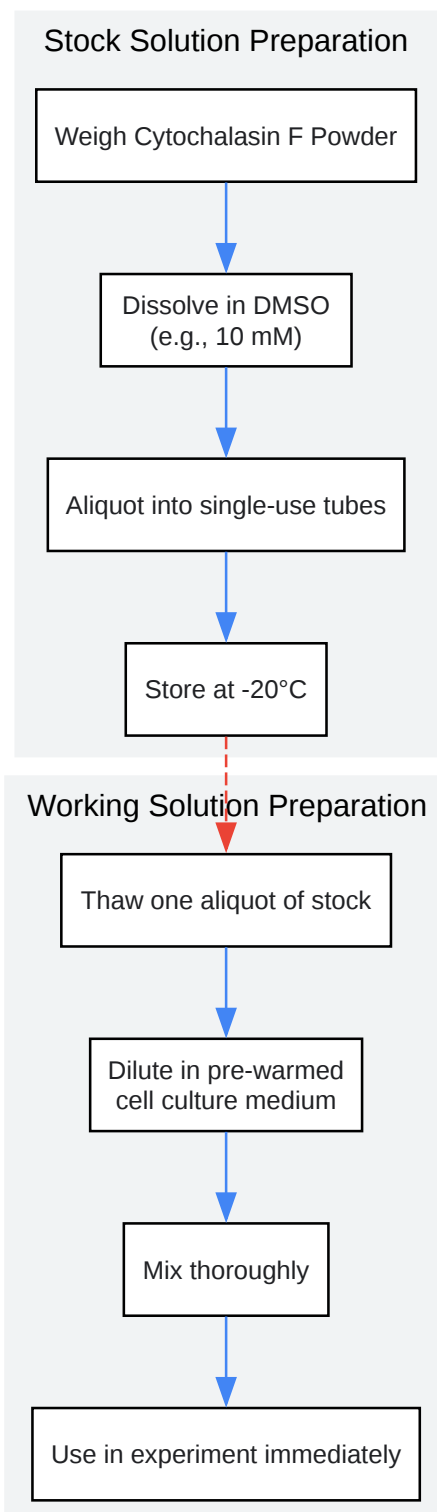 Stock Solution Preparation
Weigh Cytochalasin F Powder
Dissolve in DMSO
(e.g., 10 mM)
Aliquot into single-use tubes
Store at -20°C
Working Solution Preparation
Thaw one aliquot of stock
Dilute in pre-warmed
cell culture medium
Mix thoroughly
Use in experiment immediately